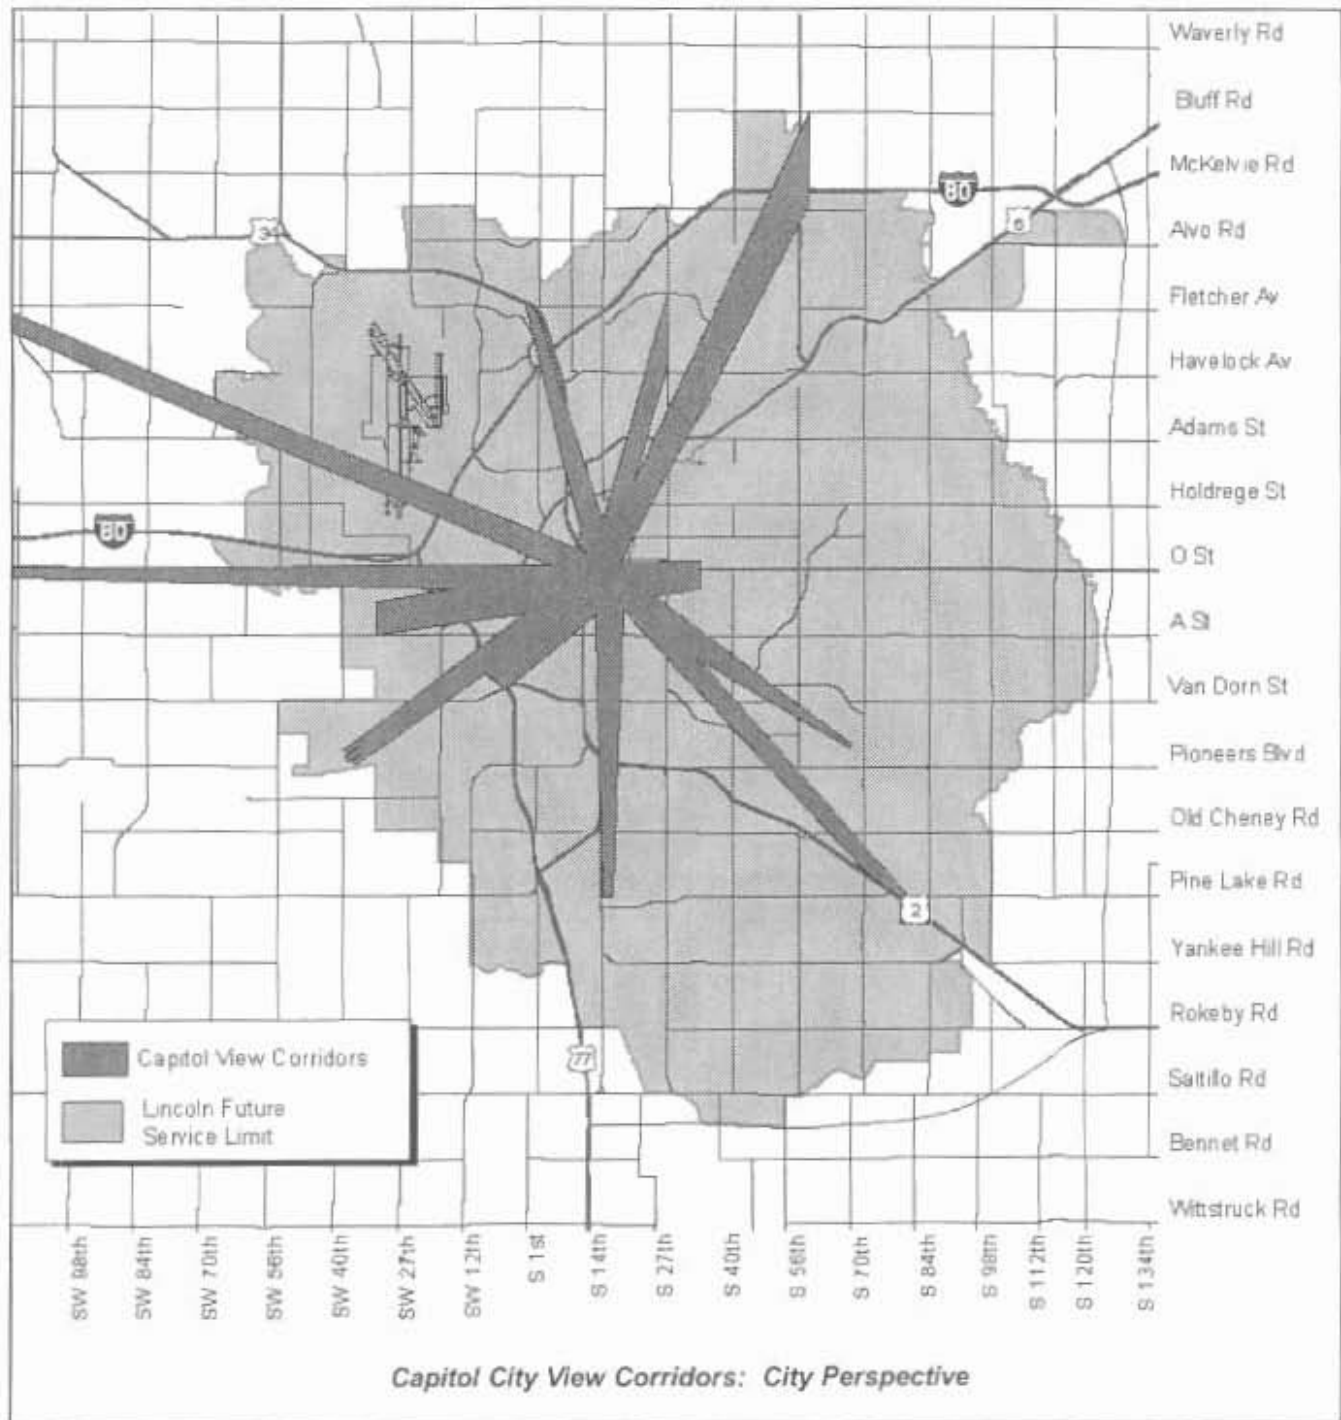 Waverly Rd
Bluff Rd
McKelvie Rd
80
6
34
Alvo Rd
Fletcher Av
Havelock Av
Adams St
Holdrege St
80
O St
A St
Van Dorn St
Pioneers Blvd
Old Cheney Rd
Pine Lake Rd
2
Yankee Hill Rd
Rokeby Rd
77
Saltillo Rd
Bennet Rd
Wittstruck Rd
Capitol View Corridors
Lincoln Future
Service Limit
SW 98th
SW 84th
SW 70th
SW 56th
SW 40th
SW 27th
SW 12th
S 1st
S 14th
S 27th
S 40th
S 56th
S 70th
S 84th
S 98th
S 112th
S 120th
S 134th
Capitol City View Corridors: City Perspective